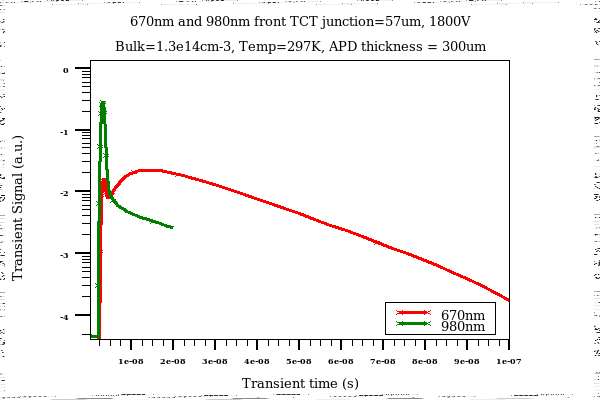 670nm and 980nm front TCT junction=57um, 1800V
Bulk=1.3e14cm-3, Temp=297K, APD thickness = 300um
Transient Signal (a.u.)
0
-1
-2
-3
-4
670nm
980nm
1e-08 2e-08 3e-08 4e-08 5e-08 6e-08 7e-08 8e-08 9e-08 1e-07
Transient time (s)